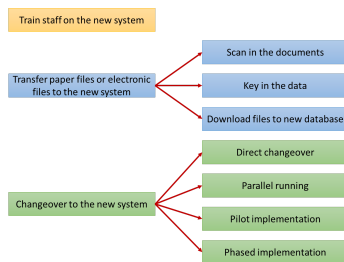 Train staff on the new system
Scan in the documents
Transfer paper files or electronic
files to the new system
Key in the data
Download files to new database
Direct changeover
Parallel running
Changeover to the new system
Pilot implementation
Phased implementation